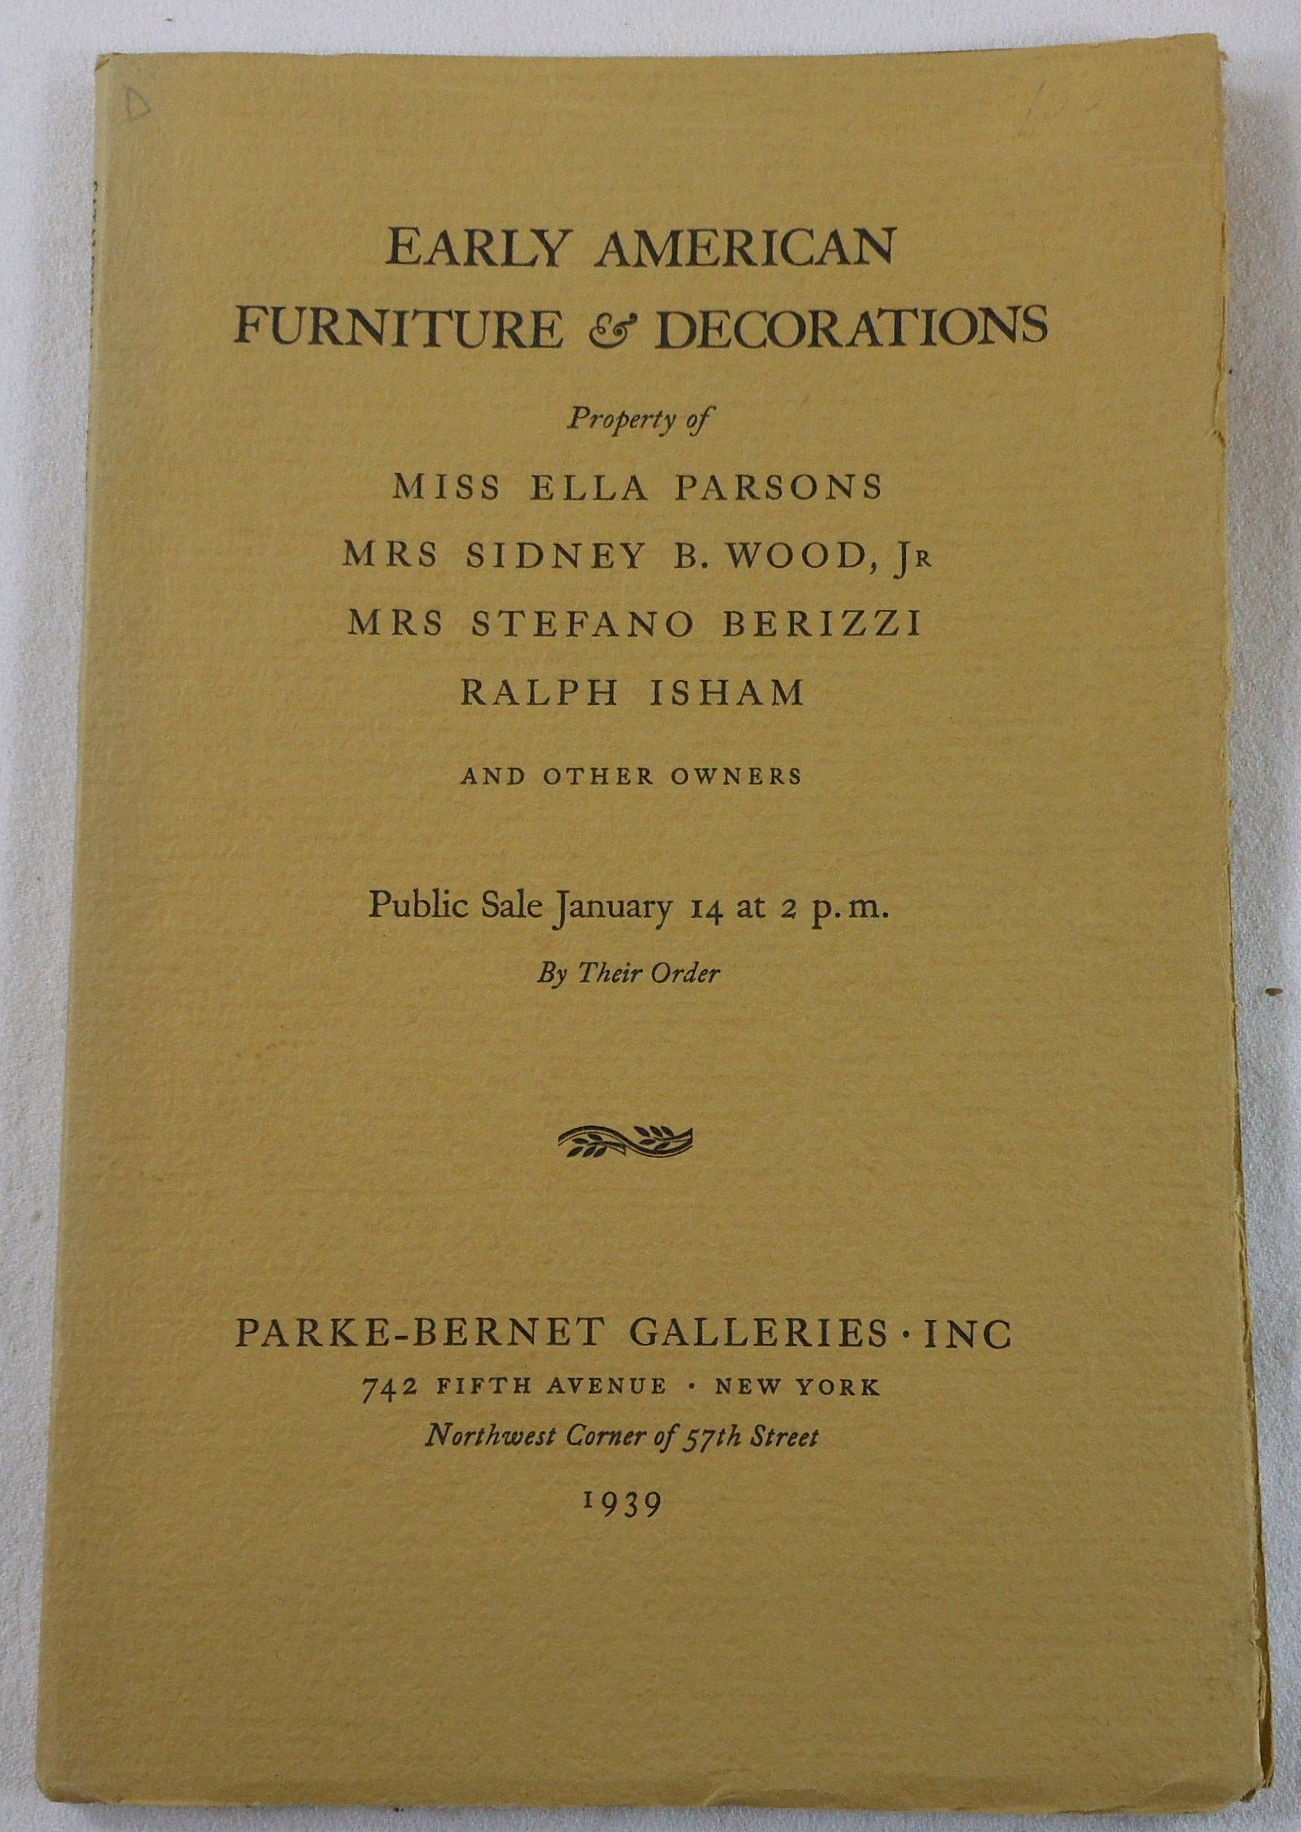 D
EARLY AMERICAN
FURNITURE & DECORATIONS
Property of
MISS ELLA PARSONS
MRS SIDNEY B. WOOD, JR
MRS STEFANO BERIZZI
RALPH ISHAM
AND OTHER OWNERS
Public Sale January 14 at 2 p.m.
By Their Order
PARKE-BERNET GALLERIES · INC
742 FIFTH AVENUE · NEW YORK
Northwest Corner of 57th Street
1939